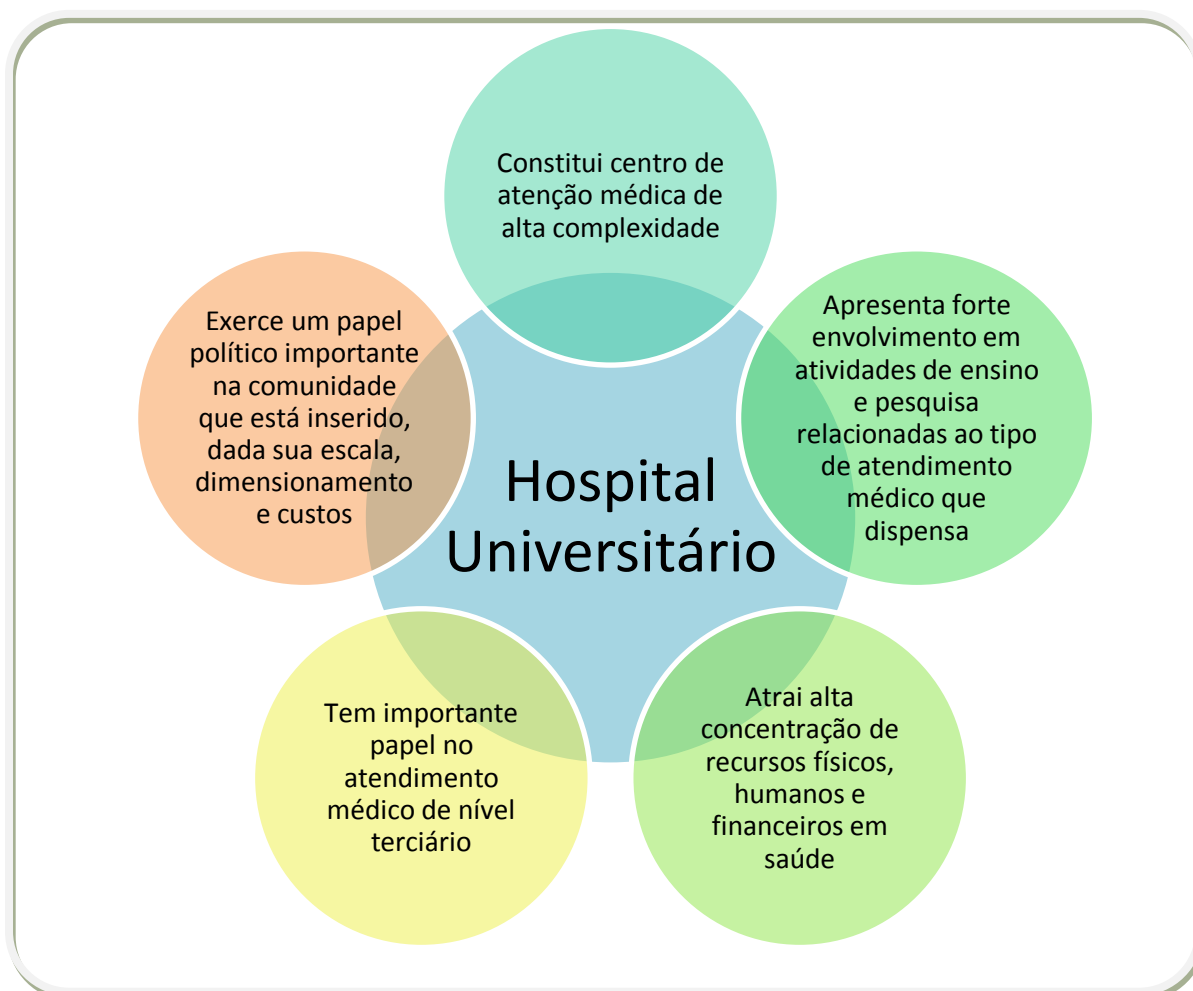 Constitui centro de
atenção médica de
alta complexidade
Apresenta forte
envolvimento em
atividades de ensino
e pesquisa
relacionadas ao tipo
de atendimento
médico que
dispensa
Atrai alta
concentração de
recursos físicos,
humanos e
financeiros em
saúde
Tem importante
papel no
atendimento
médico de nível
terciário
Exerce um papel
político importante
na comunidade
que está inserido,
dada sua escala,
dimensionamento
e custos
Hospital
Universitário